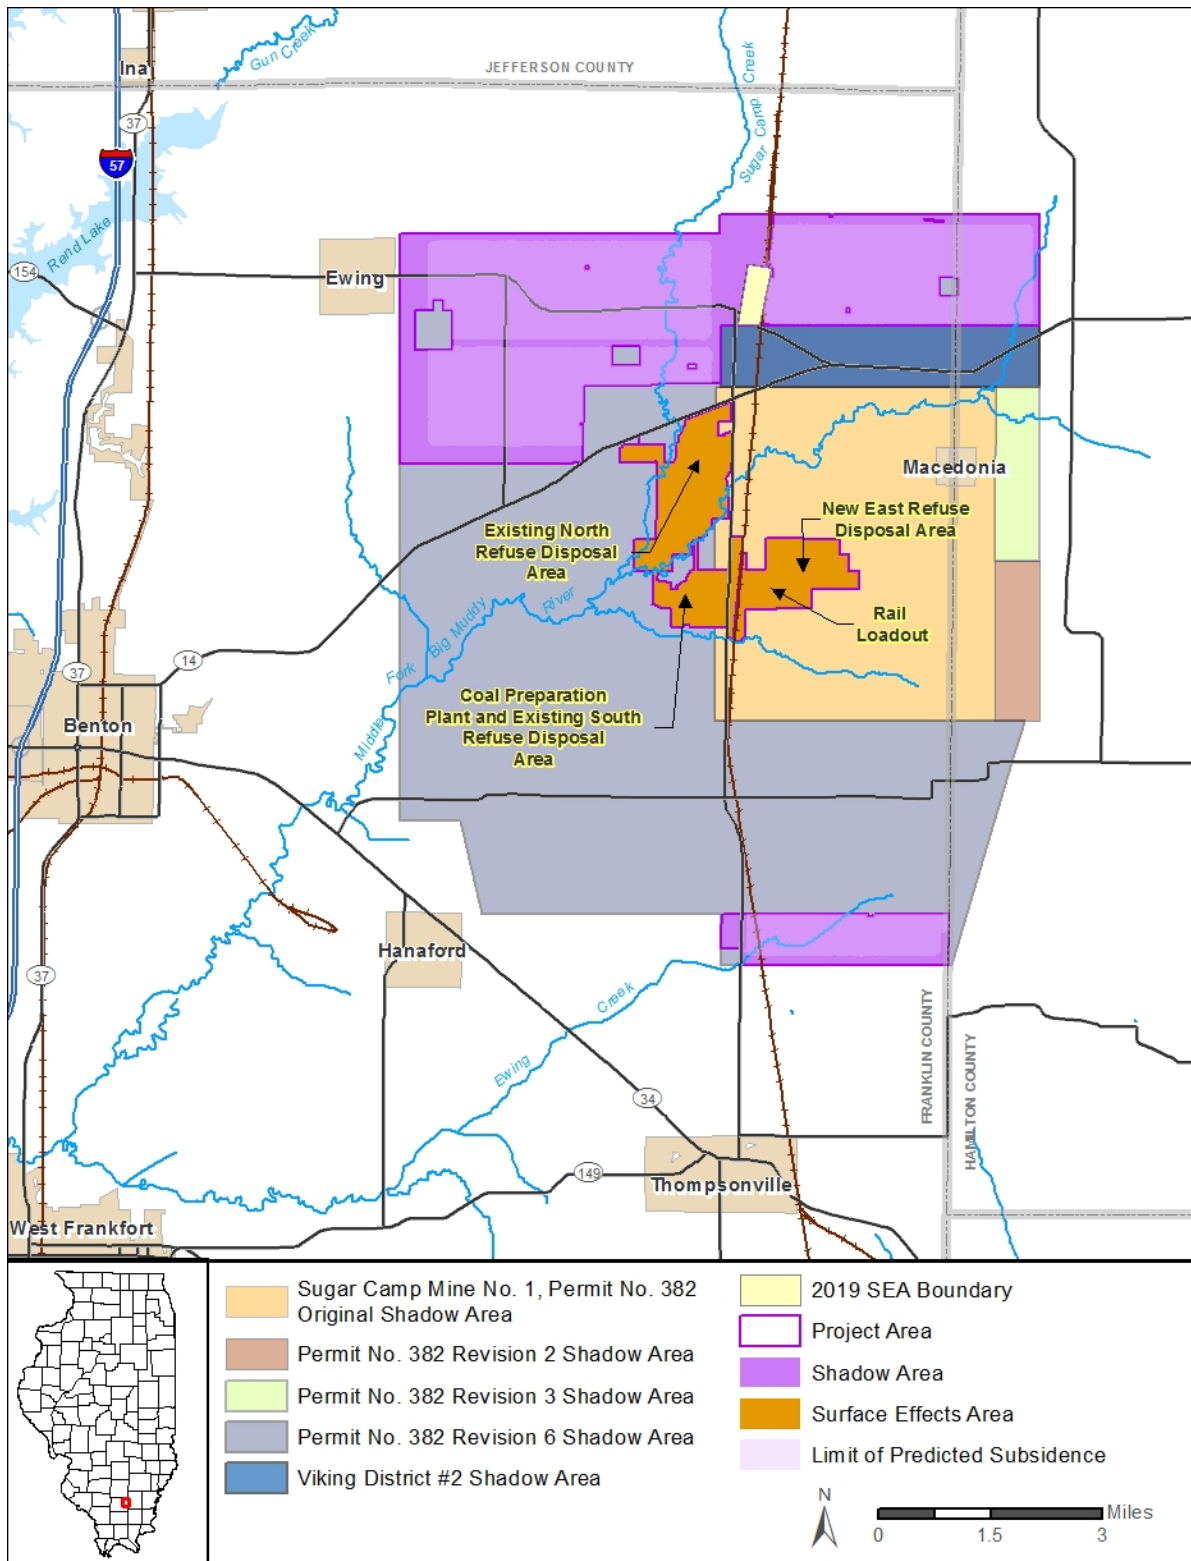 Ina
Gun Creek
JEFFERSON COUNTY
Sugar Camp Creek
37
57
Rend Lake
154
Ewing
Macedonia
New East Refuse
Disposal Area
Existing North
Refuse Disposal
Area
Rail
Loadout
Middle Fork Big Muddy River
14
37
Benton
Coal Preparation
Plant and Existing South
Refuse Disposal
Area
Hanaford
37
Ewing Creek
FRANKLIN COUNTY
HAMILTON COUNTY
34
149
Thompsonville
West Frankfort
Sugar Camp Mine No. 1, Permit No. 382
Original Shadow Area
Permit No. 382 Revision 2 Shadow Area
Permit No. 382 Revision 3 Shadow Area
Permit No. 382 Revision 6 Shadow Area
Viking District #2 Shadow Area
2019 SEA Boundary
Project Area
Shadow Area
Surface Effects Area
Limit of Predicted Subsidence
N
Miles
0 1.5 3